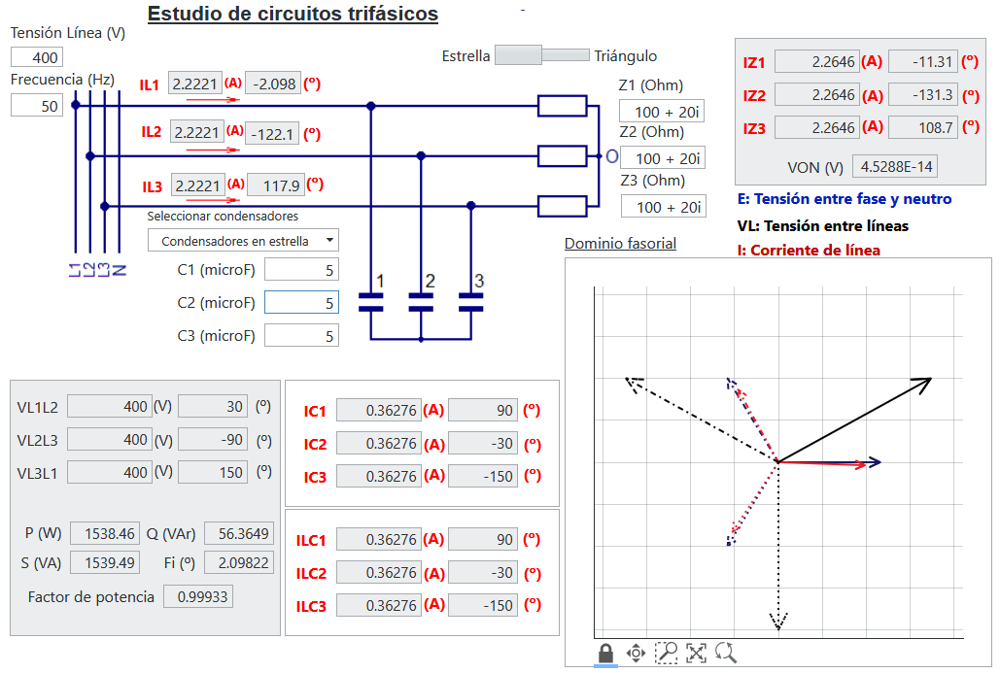 Estudio de circuitos trifásicos
-
Tensión Línea (V)
400
Frecuencia (Hz)
50
IL1 2.2221 (A) -2.098 (º)
IL2 2.2221 (A) -122.1 (º)
IL3 2.2221 (A) 117.9 (º)
Estrella Triángulo
Z1 (Ohm)
100 + 20i
Z2 (Ohm)
O 100 + 20i
Z3 (Ohm)
100 + 20i
IZ1 2.2646 (A) -11.31 (º)
IZ2 2.2646 (A) -131.3 (º)
IZ3 2.2646 (A) 108.7 (º)
VON (V) 4.5288E-14
E: Tensión entre fase y neutro
VL: Tensión entre líneas
I: Corriente de línea
L1 L2 L3 N
Seleccionar condensadores
Condensadores en estrella
C1 (microF) 5
C2 (microF) 5
C3 (microF) 5
1 2 3
Dominio fasorial
VL1L2 400 (V) 30 (º)
VL2L3 400 (V) -90 (º)
VL3L1 400 (V) 150 (º)
P (W) 1538.46 Q (VAr) 56.3649
S (VA) 1539.49 Fi (º) 2.09822
Factor de potencia 0.99933
IC1 0.36276 (A) 90 (º)
IC2 0.36276 (A) -30 (º)
IC3 0.36276 (A) -150 (º)
ILC1 0.36276 (A) 90 (º)
ILC2 0.36276 (A) -30 (º)
ILC3 0.36276 (A) -150 (º)